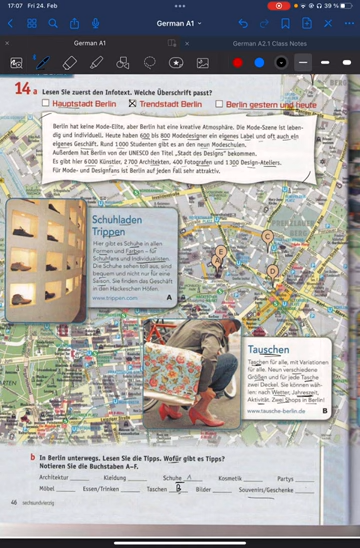 17:07 Fri 24. Feb
39 %
German A1
German A1
German A2.1 Class Notes
14 a Lesen Sie zuerst den Infotext. Welche Überschrift passt?
Hauptstadt Berlin Trendstadt Berlin Berlin gestern und heute
Berlin hat keine Mode-Elite, aber Berlin hat eine kreative Atmosphäre. Die Mode-Szene ist leben-
dig und individuell. Heute haben 600 bis 800 Modedesigner ein eigenes Label und oft auch ein
eigenes Geschäft. Rund 1000 Studenten gibt es an den neun Modeschulen.
Außerdem hat Berlin von der UNESCO den Titel „Stadt des Designs" bekommen.
Es gibt hier 6000 Künstler, 2700 Architekten, 400 Fotografen und 1300 Design-Ateliers.
Für Mode- und Designfans ist Berlin auf jeden Fall sehr attraktiv.
Schuhladen
Trippen
Hier gibt es Schuhe in allen
Formen und Farben – für
Schuhfans und Individualisten.
Die Schuhe sehen toll aus, sind
bequem und nicht nur für eine
Saison. Sie finden das Geschäft
in den Hackeschen Höfen.
www.trippen.com A
E
C
D
Tauschen
Taschen für alle, mit Variationen
für alle. Neun verschiedene
Größen und für jede Tasche
zwei Deckel. Sie können wäh-
len: nach Wetter, Jahreszeit,
Aktivität. Zwei Shops in Berlin!
www.tausche-berlin.de B
b In Berlin unterwegs. Lesen Sie die Tipps. Wofür gibt es Tipps?
Notieren Sie die Buchstaben A–F.
Architektur Kleidung Schuhe A Kosmetik Partys
Möbel Essen/Trinken Taschen B Bilder Souvenirs/Geschenke
46 sechsundvierzig